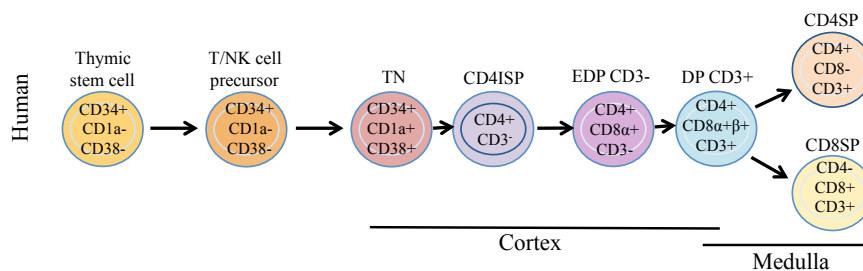 Human
Thymic
stem cell
CD34+
CD1a-
CD38-
T/NK cell
precursor
CD34+
CD1a-
CD38-
TN
CD34+
CD1a+
CD38+
CD4ISP
CD4+
CD3-
EDP CD3-
CD4+
CD8α+
CD3-
DP CD3+
CD4+
CD8α+β+
CD3+
CD4SP
CD4+
CD8-
CD3+
CD8SP
CD4-
CD8+
CD3+
Cortex
Medulla